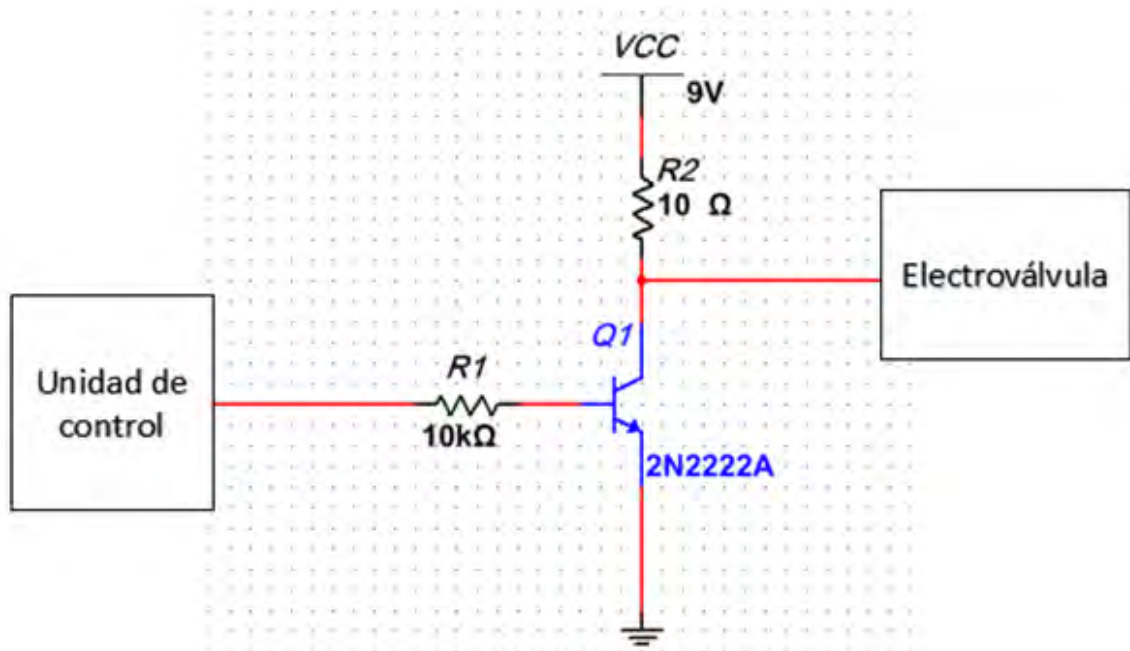 VCC
9V
R2
10 Ω
Electroválvula
Q1
R1
Unidad de
control
10kΩ
2N2222A